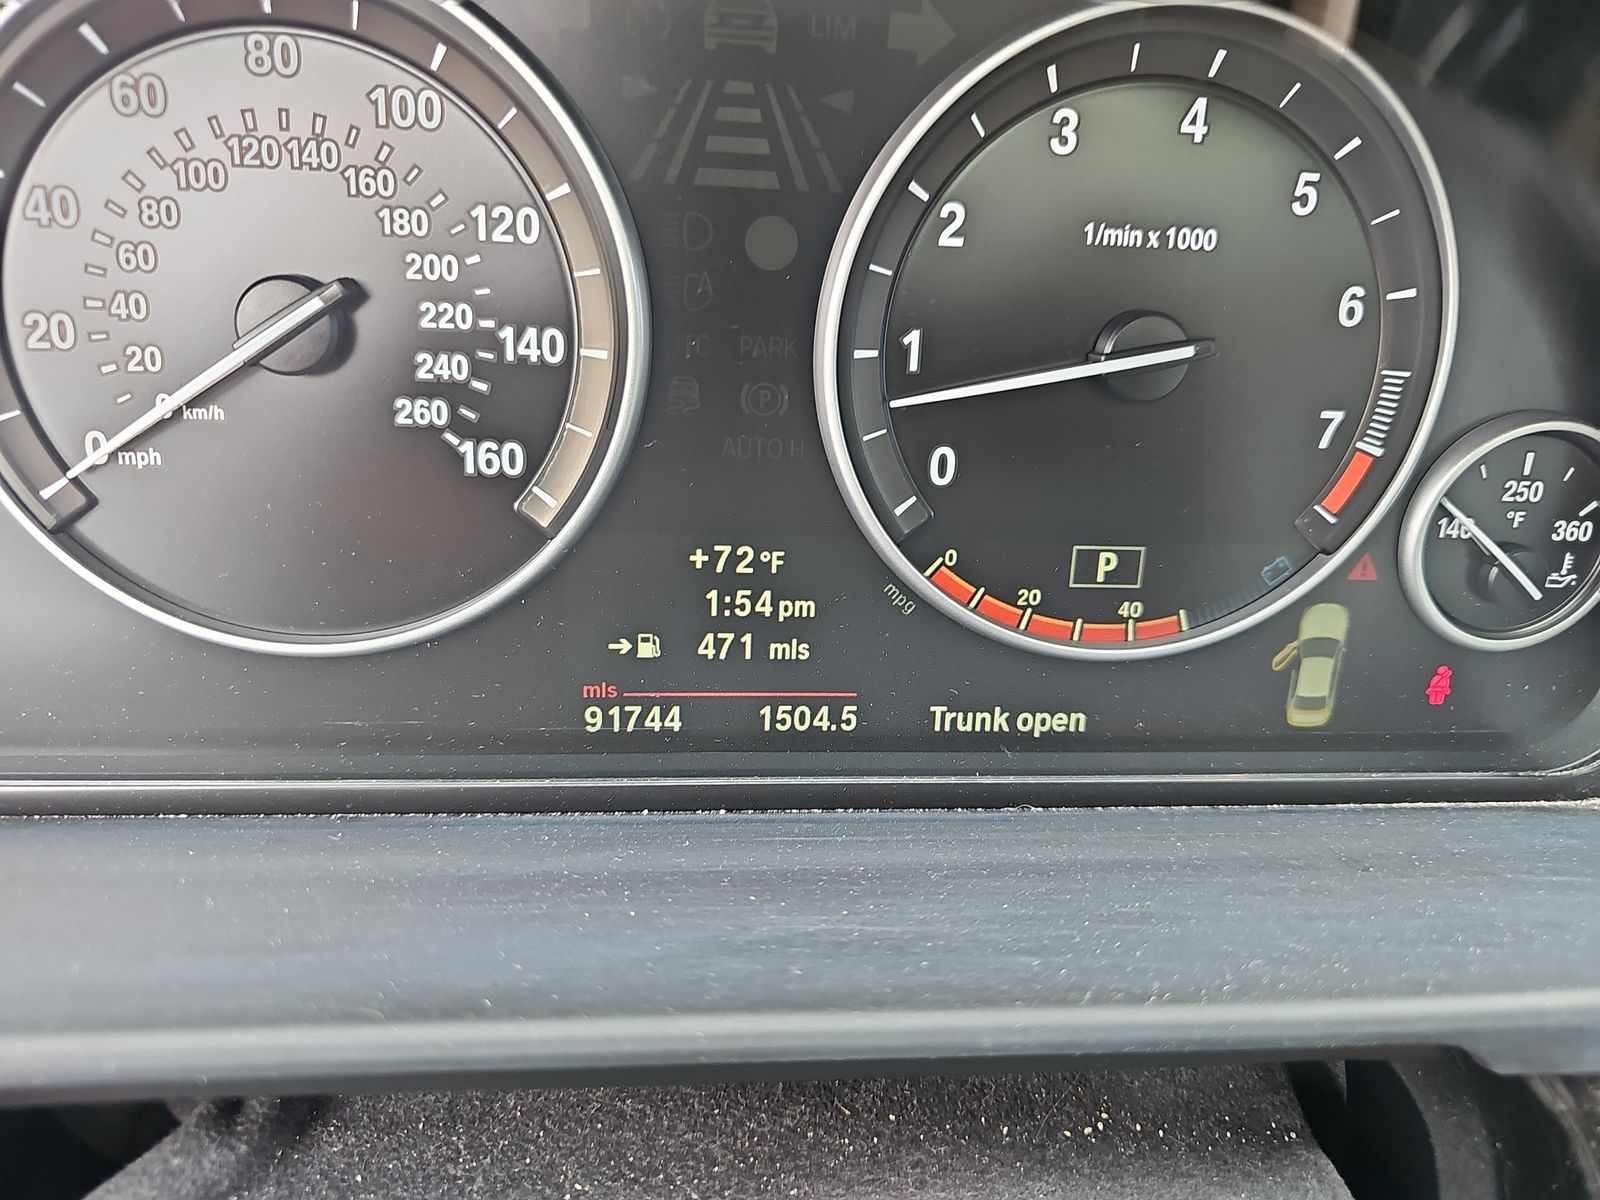 LIM
0 20 40 60 80 100 120 140 160
mph
0 20 40 60 80 100 120 140 160 180 200 220 240 260
km/h
DTC PARK
P
AUTO H
0 1 2 3 4 5 6 7
1/min x 1000
P
0 20 40
mpg
140 250 360
°F
+72°F
1:54 pm
471 mls
mls
91744 1504.5
Trunk open